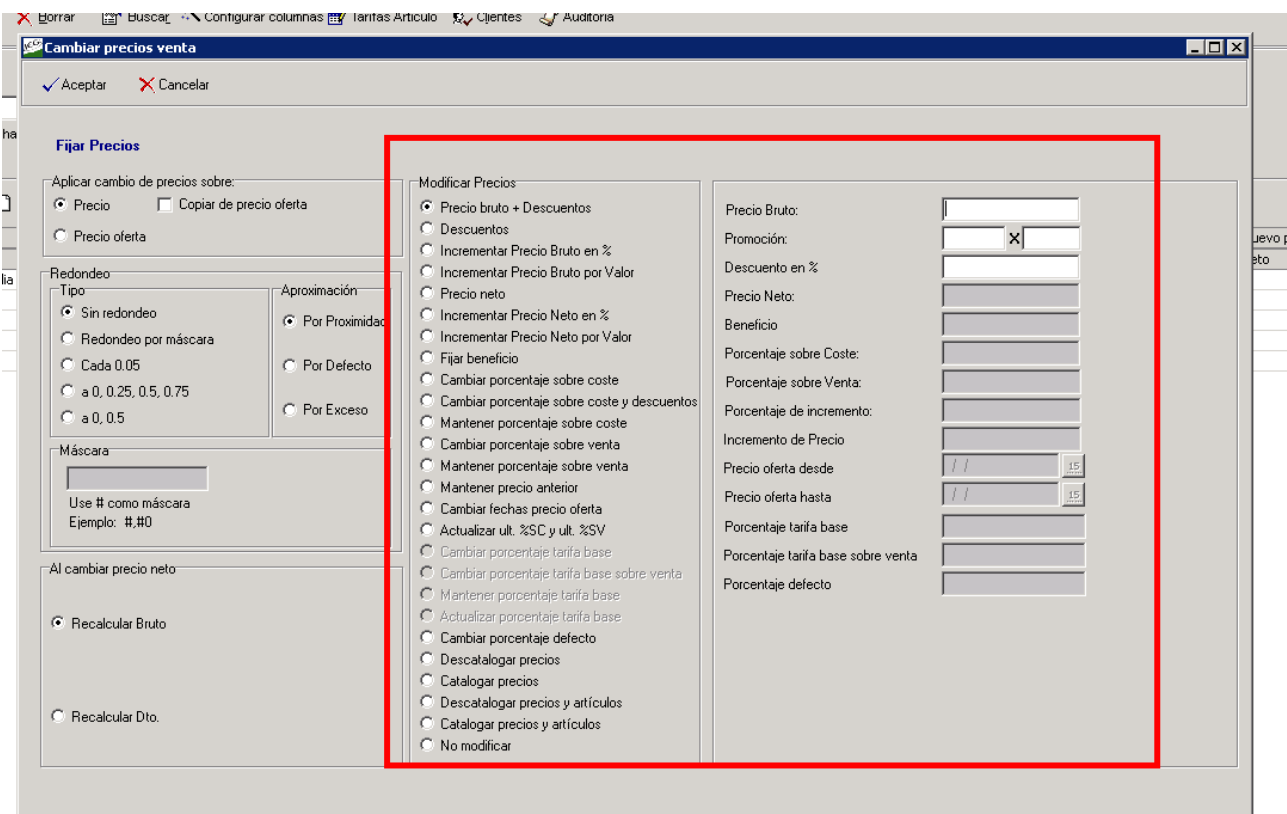 Borrar Buscar Configurar columnas Tarifas Artículo Clientes Auditoria
Cambiar precios venta
Aceptar Cancelar
Fijar Precios
Aplicar cambio de precios sobre:
Precio Copiar de precio oferta
Precio oferta
Redondeo
Tipo
Sin redondeo
Redondeo por máscara
Cada 0.05
a 0, 0.25, 0.5, 0.75
a 0, 0.5
Aproximación
Por Proximidad
Por Defecto
Por Exceso
Máscara
Use # como máscara
Ejemplo: #,##0
Al cambiar precio neto
Recalcular Bruto
Recalcular Dto.
Modificar Precios
Precio bruto + Descuentos
Descuentos
Incrementar Precio Bruto en %
Incrementar Precio Bruto por Valor
Precio neto
Incrementar Precio Neto en %
Incrementar Precio Neto por Valor
Fijar beneficio
Cambiar porcentaje sobre coste
Cambiar porcentaje sobre coste y descuentos
Mantener porcentaje sobre coste
Cambiar porcentaje sobre venta
Mantener porcentaje sobre venta
Mantener precio anterior
Cambiar fechas precio oferta
Actualizar ult. %SC y ult. %SV
Cambiar porcentaje tarifa base
Cambiar porcentaje tarifa base sobre venta
Mantener porcentaje tarifa base
Actualizar porcentaje tarifa base
Cambiar porcentaje defecto
Descatalogar precios
Catalogar precios
Descatalogar precios y artículos
Catalogar precios y artículos
No modificar
Precio Bruto:
Promoción: X
Descuento en %
Precio Neto:
Beneficio
Porcentaje sobre Coste:
Porcentaje sobre Venta:
Porcentaje de incremento:
Incremento de Precio
Precio oferta desde / / 15
Precio oferta hasta / / 15
Porcentaje tarifa base
Porcentaje tarifa base sobre venta
Porcentaje defecto